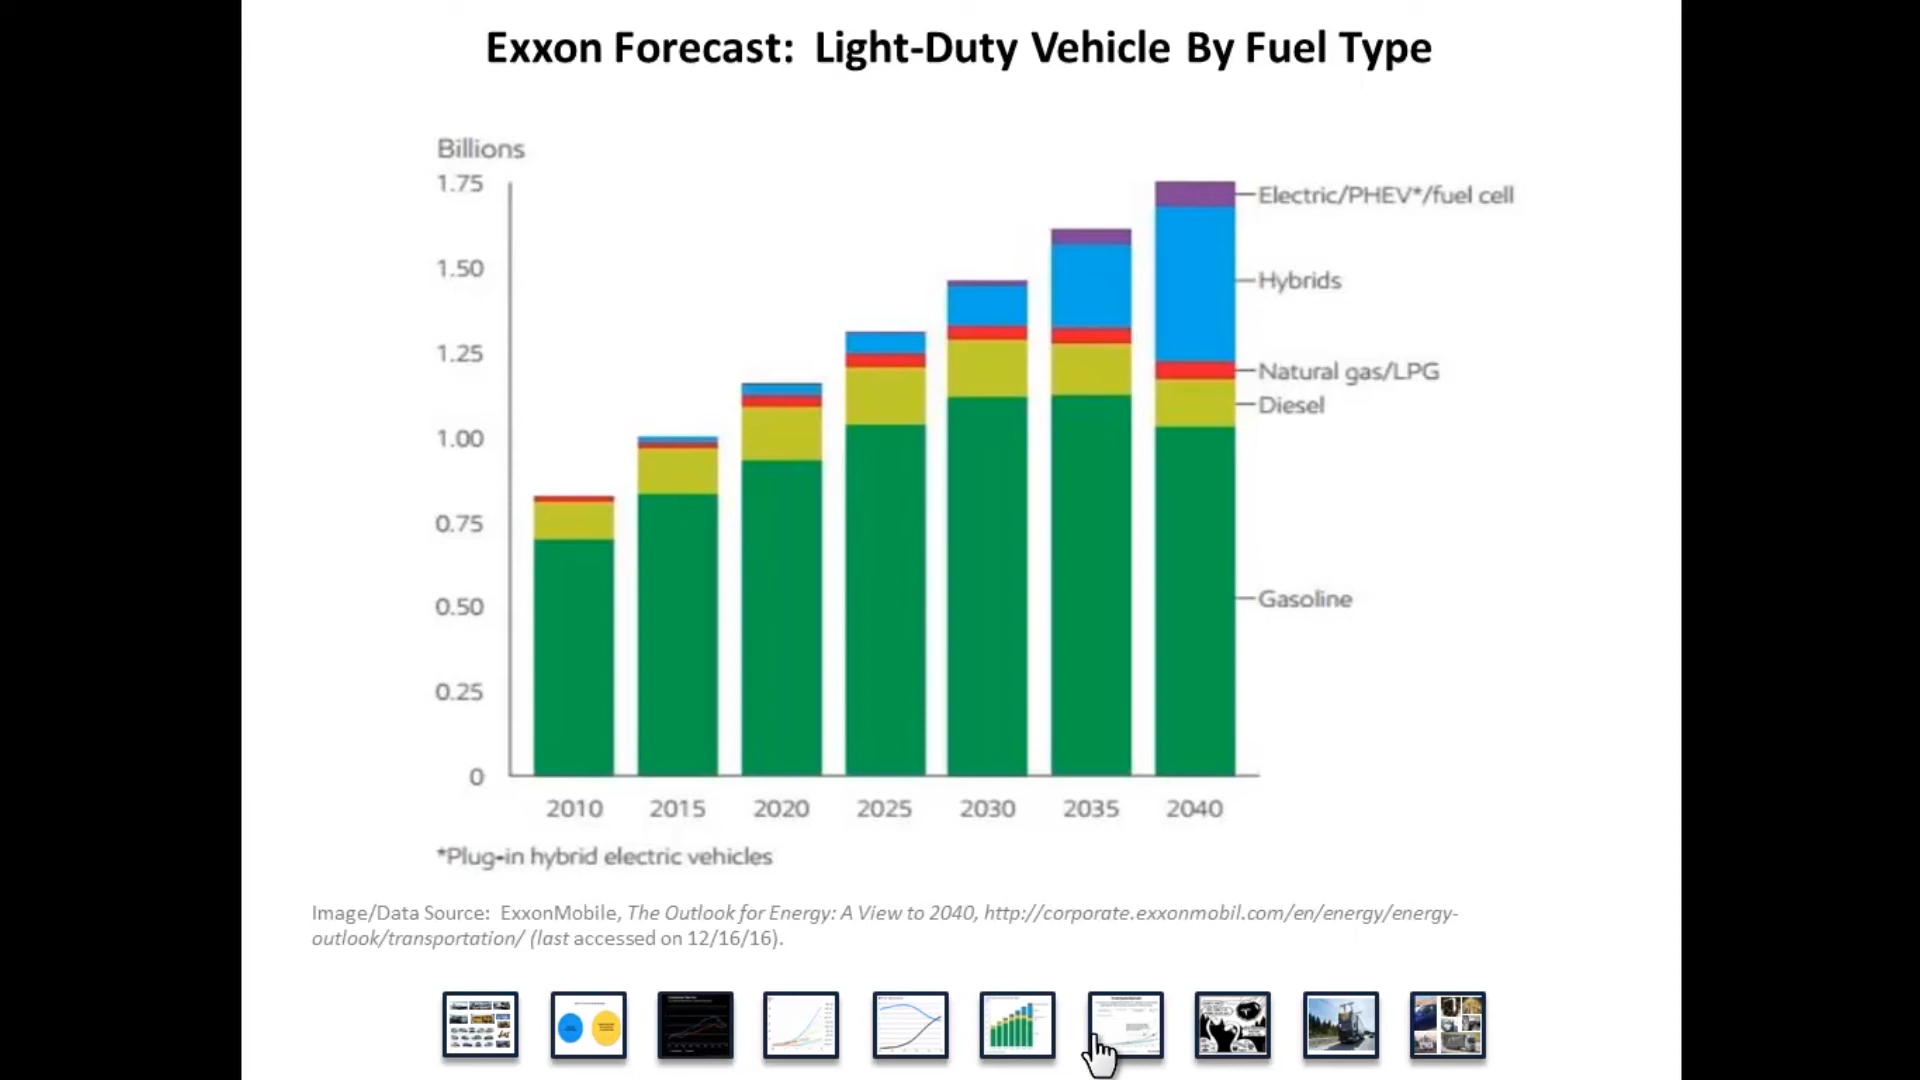 Exxon Forecast:  Light-Duty Vehicle By Fuel Type
Billions
1.75
1.50
1.25
1.00
0.75
0.50
0.25
0
Electric/PHEV*/fuel cell
Hybrids
Natural gas/LPG
Diesel
Gasoline
2010 2015 2020 2025 2030 2035 2040
*Plug-in hybrid electric vehicles
Image/Data Source:  ExxonMobile, The Outlook for Energy: A View to 2040, http://corporate.exxonmobil.com/en/energy/energy-
outlook/transportation/ (last accessed on 12/16/16).